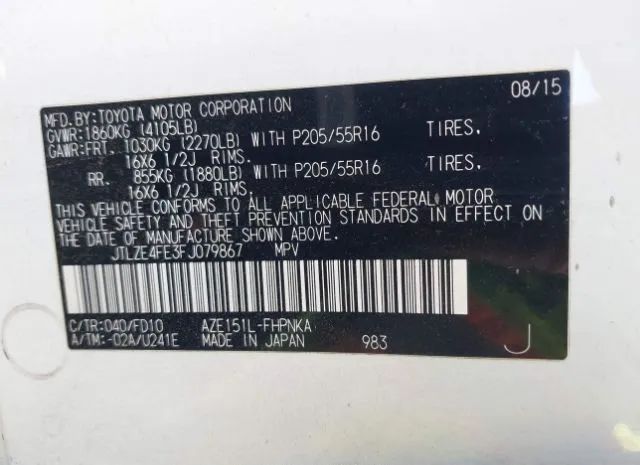 MFD.BY:TOYOTA MOTOR CORPORATION 08/15
GVWR:1860KG (4105LB)
GAWR:FRT. 1030KG (2270LB) WITH P205/55R16 TIRES,
16X6 1/2J RIMS.
RR. 855KG (1880LB) WITH P205/55R16 TIRES,
16X6 1/2J RIMS.
THIS VEHICLE CONFORMS TO ALL APPLICABLE FEDERAL MOTOR
VEHICLE SAFETY AND THEFT PREVENTION STANDARDS IN EFFECT ON
THE DATE OF MANUFACTURE SHOWN ABOVE.
JTLZE4FE3FJ079867 MPV
C/TR:040/FD10 AZE151L-FHPNKA
A/TM:-02A/U241E MADE IN JAPAN 983 J